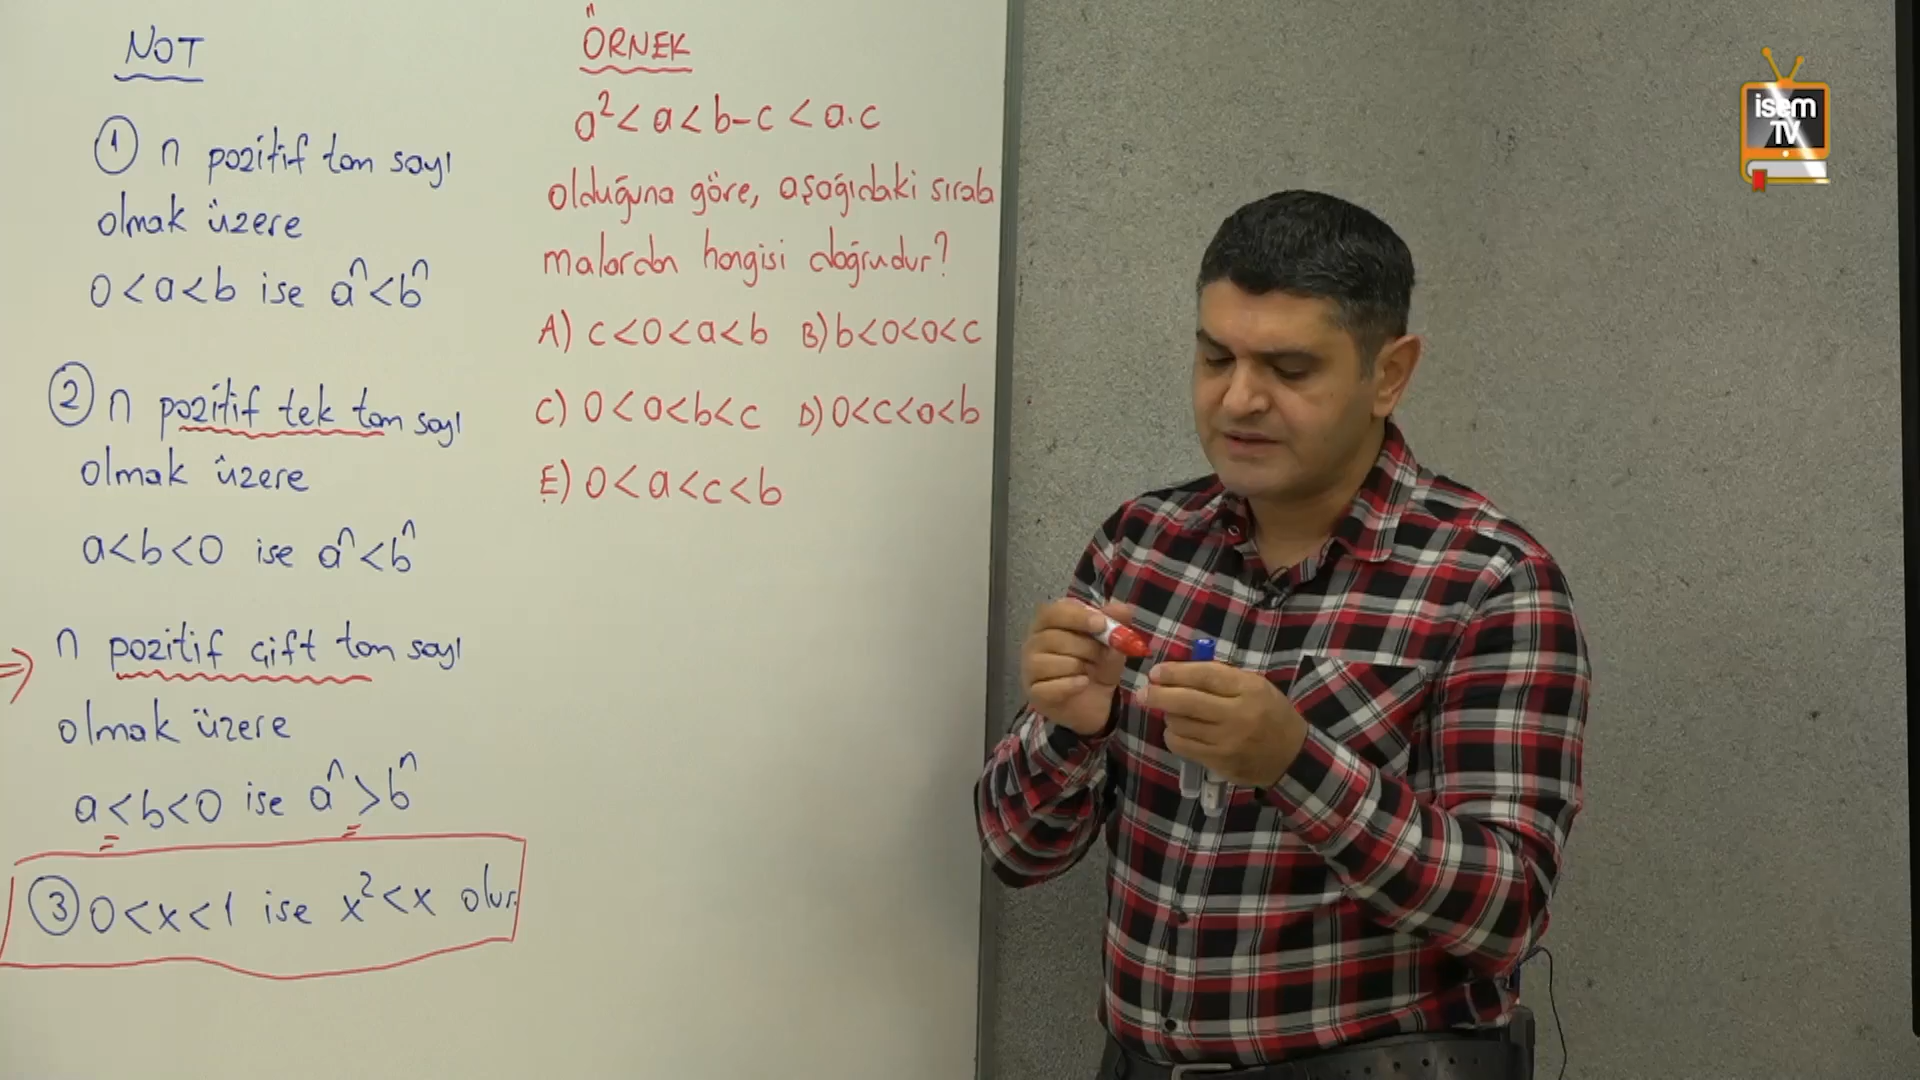 NOT
① n pozitif tam sayı
olmak üzere
0<a<b ise aⁿ<bⁿ
② n pozitif tek tam sayı
olmak üzere
a<b<0 ise aⁿ<bⁿ
⇒ n pozitif çift tam sayı
olmak üzere
a<b<0 ise aⁿ>bⁿ
③ 0<x<1 ise x²<x olur.
ÖRNEK
a²<a<b-c<a.c
olduğuna göre, aşağıdaki sırala
malardan hangisi doğrudur?
A) c<0<a<b B) b<0<a<c
C) 0<a<b<c D) 0<c<a<b
E) 0<a<c<b
isem
TV